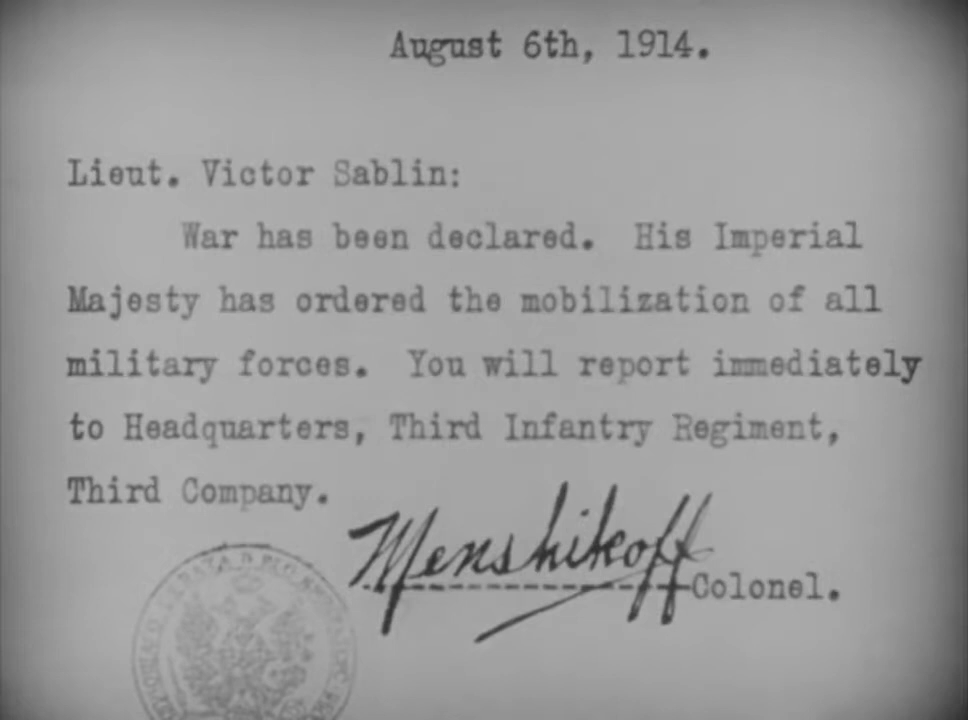 August 6th, 1914.
Lieut. Victor Sablin:
War has been declared. His Imperial
Majesty has ordered the mobilization of all
military forces. You will report immediately
to Headquarters, Third Infantry Regiment,
Third Company.
Menshikoff
Colonel.